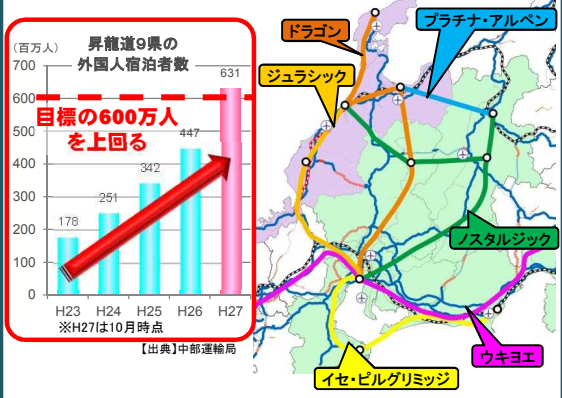 昇龍道9県の
外国人宿泊者数
(百万人)
700
600
500
400
300
200
100
0
178
251
342
447
631
目標の600万人
を上回る
H23
H24
H25
H26
H27
※H27は10月時点
【出典】中部運輸局
ドラゴン
プラチナ・アルペン
ジュラシック
ノスタルジック
ウキヨエ
イセ・ピルグリミッジ